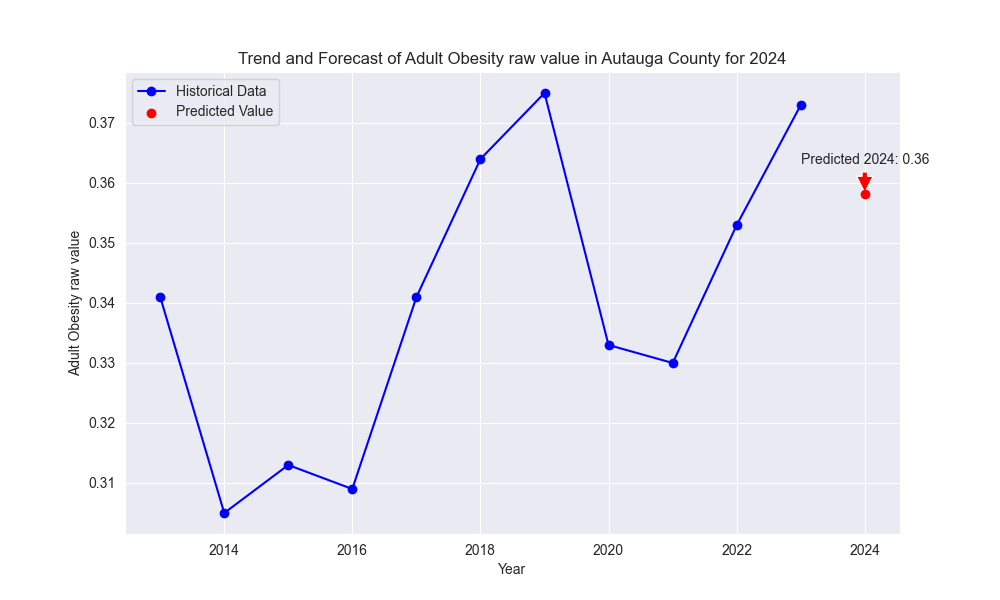 Trend and Forecast of Adult Obesity raw value in Autauga County for 2024
Historical Data
Predicted Value
0.37
Predicted 2024: 0.36
0.36
0.35
0.34
0.33
0.32
0.31
Adult Obesity raw value
2014 2016 2018 2020 2022 2024
Year